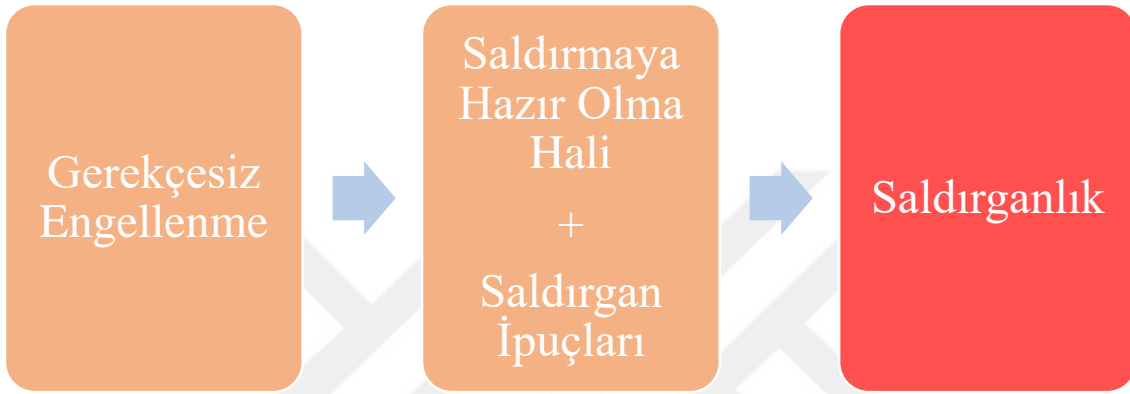 Gerekçesiz
Engellenme
Saldırmaya
Hazır Olma
Hali
+
Saldırgan
İpuçları
Saldırganlık